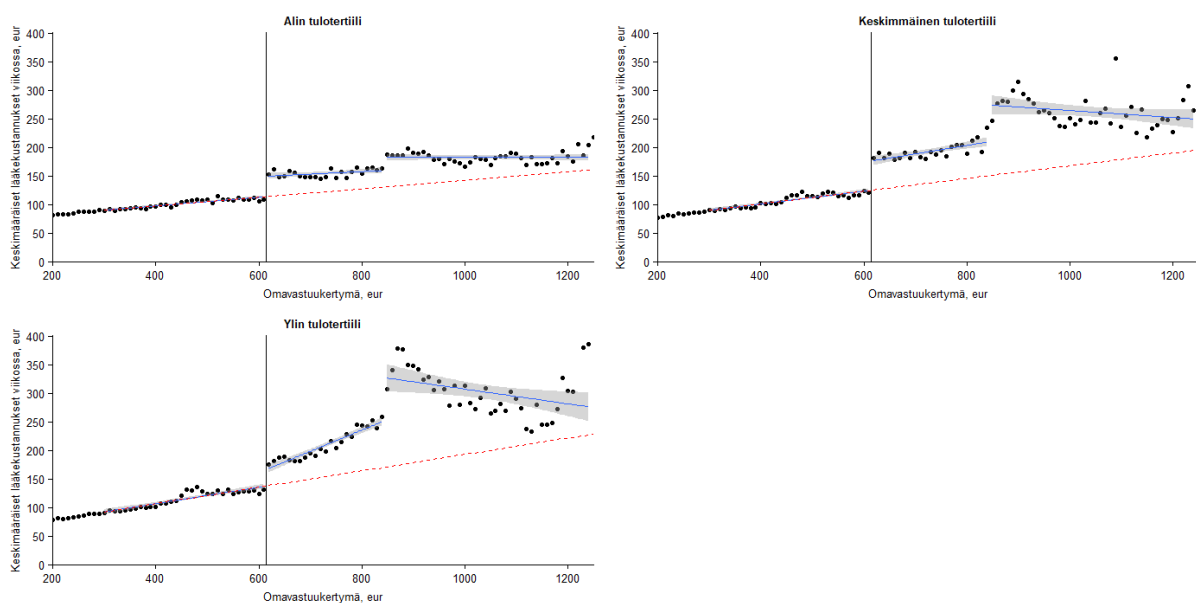 Alin tulotertiili
Keskimääräiset lääkekustannukset viikossa, eur
400
350
300
250
200
150
100
50
0
200 400 600 800 1000 1200
Omavastuukertymä, eur
Keskimmäinen tulotertiili
Keskimääräiset lääkekustannukset viikossa, eur
400
350
300
250
200
150
100
50
0
200 400 600 800 1000 1200
Omavastuukertymä, eur
Ylin tulotertiili
Keskimääräiset lääkekustannukset viikossa, eur
400
350
300
250
200
150
100
50
0
200 400 600 800 1000 1200
Omavastuukertymä, eur